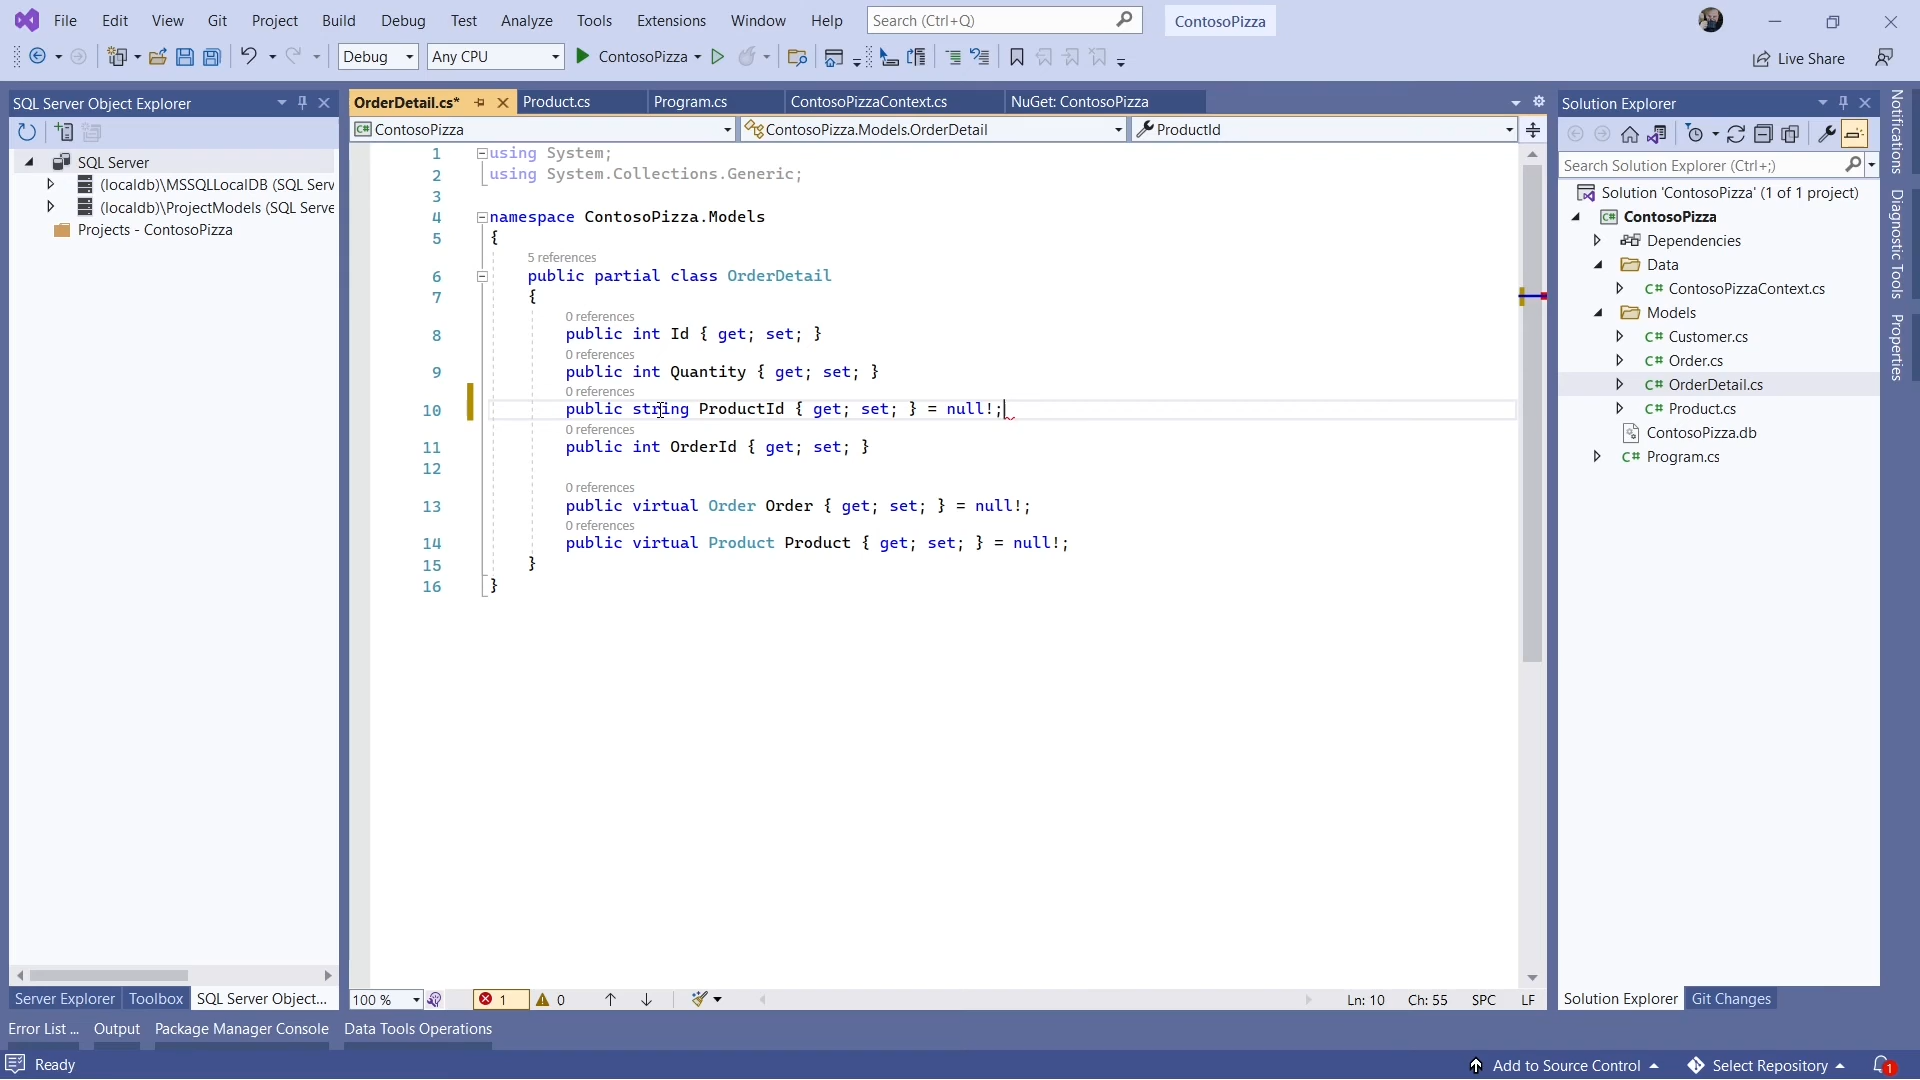 File Edit View Git Project Build Debug Test Analyze Tools Extensions Window Help Search (Ctrl+Q) ContosoPizza
Debug Any CPU ContosoPizza Live Share
SQL Server Object Explorer
SQL Server
(localdb)\MSSQLLocalDB (SQL Serv
(localdb)\ProjectModels (SQL Serve
Projects - ContosoPizza
Server Explorer Toolbox SQL Server Object...
OrderDetail.cs* Product.cs Program.cs ContosoPizzaContext.cs NuGet: ContosoPizza
C# ContosoPizza ContosoPizza.Models.OrderDetail ProductId
1 using System;
2 using System.Collections.Generic;
3
4 namespace ContosoPizza.Models
5 {
5 references
6 public partial class OrderDetail
7 {
0 references
8 public int Id { get; set; }
0 references
9 public int Quantity { get; set; }
0 references
10 public string ProductId { get; set; } = null!;
0 references
11 public int OrderId { get; set; }
12
0 references
13 public virtual Order Order { get; set; } = null!;
0 references
14 public virtual Product Product { get; set; } = null!;
15 }
16 }
100 % 1 0 Ln: 10 Ch: 55 SPC LF
Solution Explorer
Search Solution Explorer (Ctrl+;)
Solution 'ContosoPizza' (1 of 1 project)
C# ContosoPizza
Dependencies
Data
C# ContosoPizzaContext.cs
Models
C# Customer.cs
C# Order.cs
C# OrderDetail.cs
C# Product.cs
ContosoPizza.db
C# Program.cs
Solution Explorer Git Changes
Notifications
Diagnostic Tools
Properties
Error List ... Output Package Manager Console Data Tools Operations
Ready Add to Source Control Select Repository 1